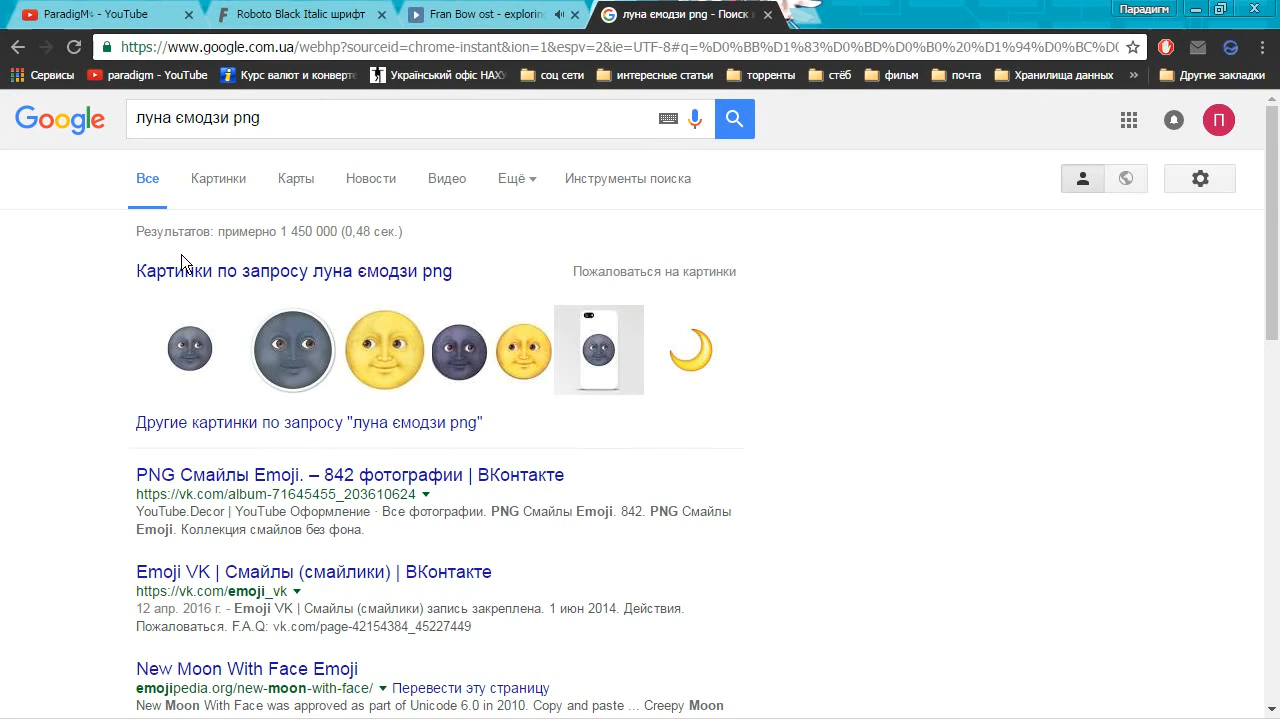 ParadigM - YouTube
Roboto Black Italic шрифт
Fran Bow ost - exploring
луна ємодзи png - Поиск
Парадигм
https://www.google.com.ua/webhp?sourceid=chrome-instant&ion=1&espv=2&ie=UTF-8#q=%D0%BB%D1%83%D0%BD%D0%B0%20%D1%94%D0%BC%D0
Сервисы
paradigm - YouTube
Курс валют и конверте
Український офіс НАХУ
соц сети
интересные статьи
торренты
стёб
фильм
почта
Хранилища данных
»
Другие закладки
Google
луна ємодзи png
П
Все
Картинки
Карты
Новости
Видео
Ещё
Инструменты поиска
Результатов: примерно 1 450 000 (0,48 сек.)
Картинки по запросу луна ємодзи png
Пожаловаться на картинки
Другие картинки по запросу "луна ємодзи png"
PNG Смайлы Emoji. – 842 фотографии | ВКонтакте
https://vk.com/album-71645455_203610624
YouTube.Decor | YouTube Оформление · Все фотографии. PNG Смайлы Emoji. 842. PNG Смайлы
Emoji. Коллекция смайлов без фона.
Emoji VK | Смайлы (смайлики) | ВКонтакте
https://vk.com/emoji_vk
12 апр. 2016 г. - Emoji VK | Смайлы (смайлики) запись закреплена. 1 июн 2014. Действия.
Пожаловаться. F.A.Q: vk.com/page-42154384_45227449
New Moon With Face Emoji
emojipedia.org/new-moon-with-face/ Перевести эту страницу
New Moon With Face was approved as part of Unicode 6.0 in 2010. Copy and paste ... Creepy Moon